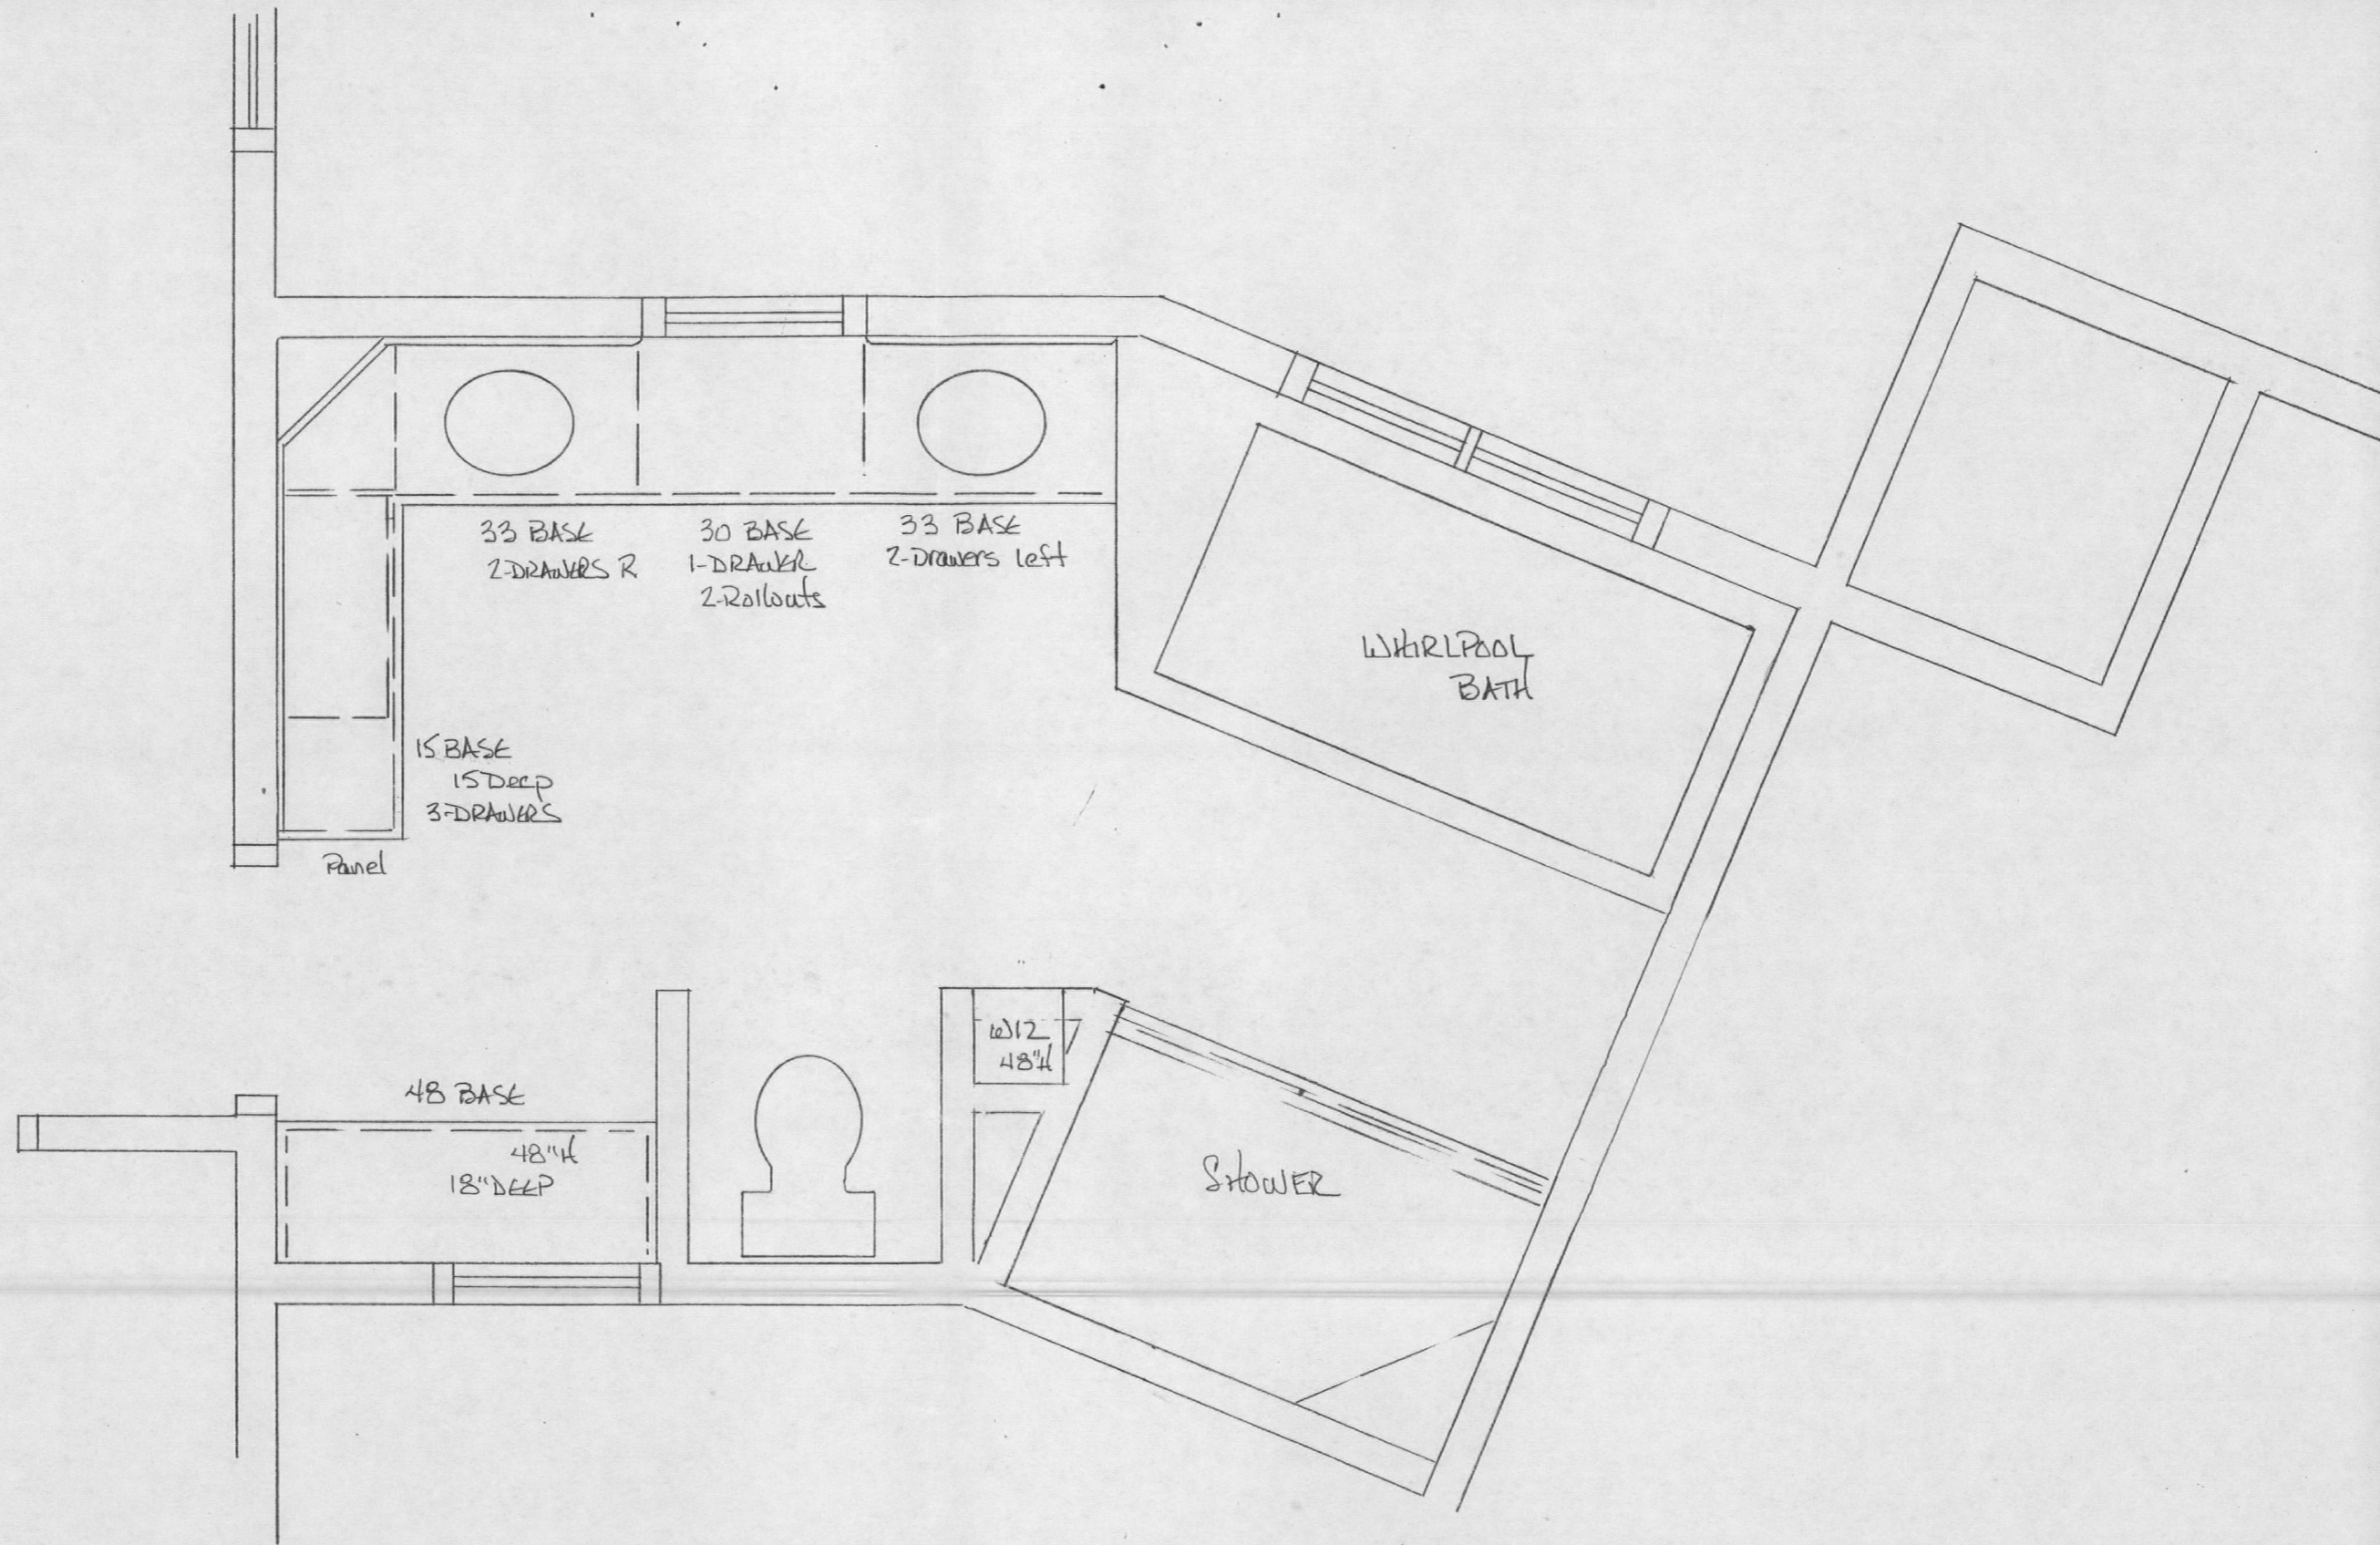 33 BASE
2-DRAWERS R
30 BASE
1-DRAWER
2-Rollouts
33 BASE
2-Drawers left
WHIRLPOOL
BATH
15 BASE
15 Deep
3-DRAWERS
Panel
W12
48"H
48 BASE
48"H
18"DEEP
SHOWER